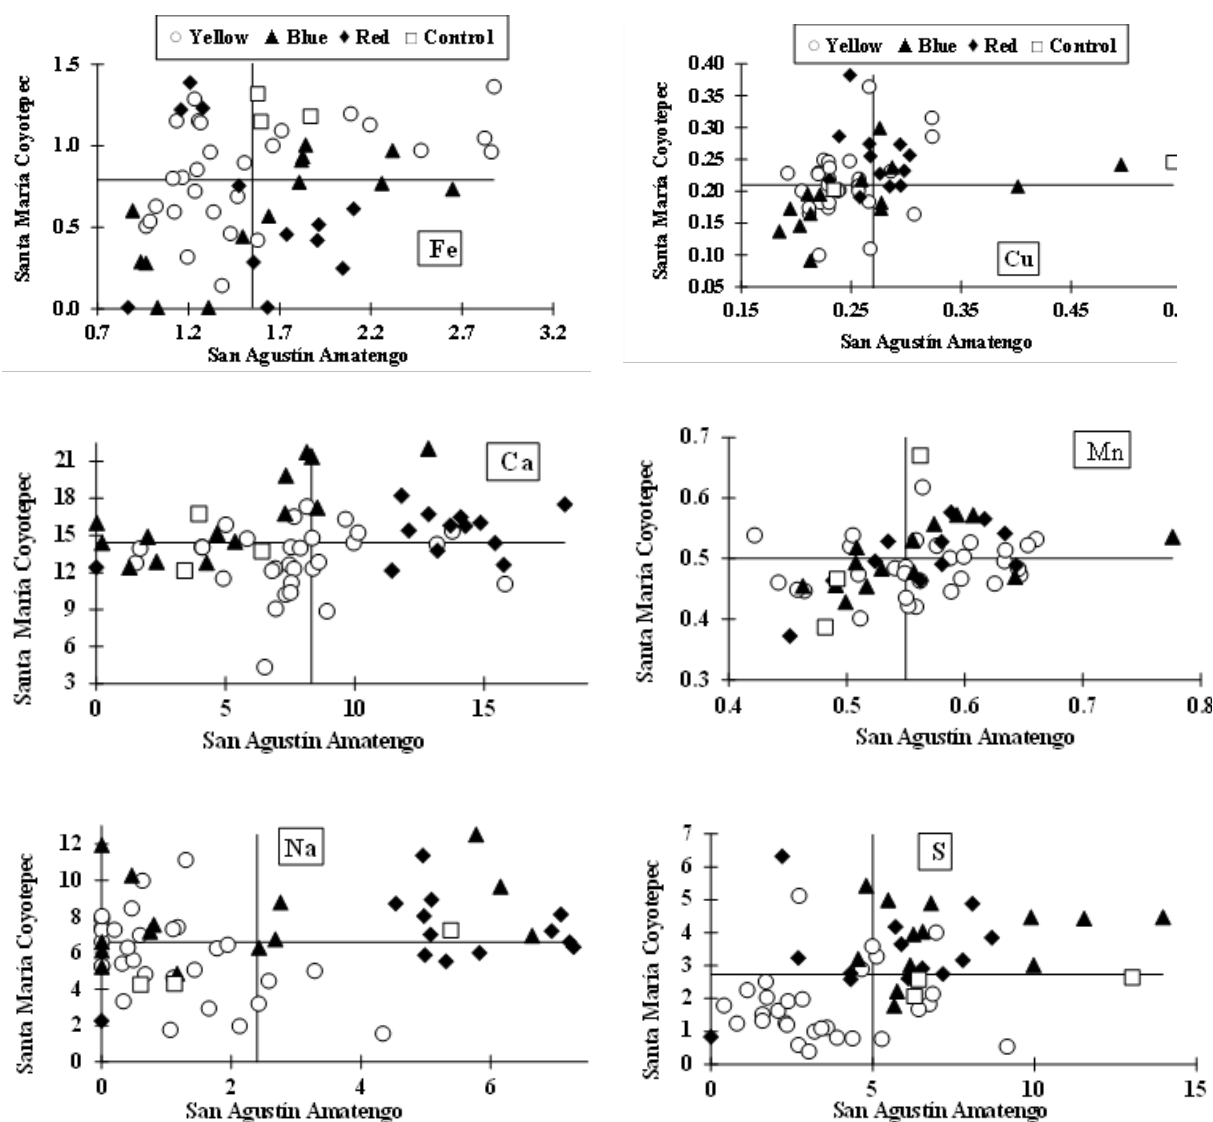 Yellow Blue Red Control
Santa María Coyotepec
1.5
1.0
0.5
0.0
Fe
0.7 1.2 1.7 2.2 2.7 3.2
San Agustín Amatengo
Yellow Blue Red Control
Santa María Coyotepec
0.40
0.35
0.30
0.25
0.20
0.15
0.10
0.05
Cu
0.15 0.25 0.35 0.45 0.
San Agustín Amatengo
Santa María Coyotepec
21
18
15
12
9
6
3
Ca
0 5 10 15
San Agustín Amatengo
Santa María Coyotepec
0.7
0.6
0.5
0.4
0.3
Mn
0.4 0.5 0.6 0.7 0.8
San Agustín Amatengo
Santa María Coyotepec
12
10
8
6
4
2
0
Na
0 2 4 6
San Agustín Amatengo
Santa María Coyotepec
7
6
5
4
3
2
1
0
S
0 5 10 15
San Agustín Amatengo